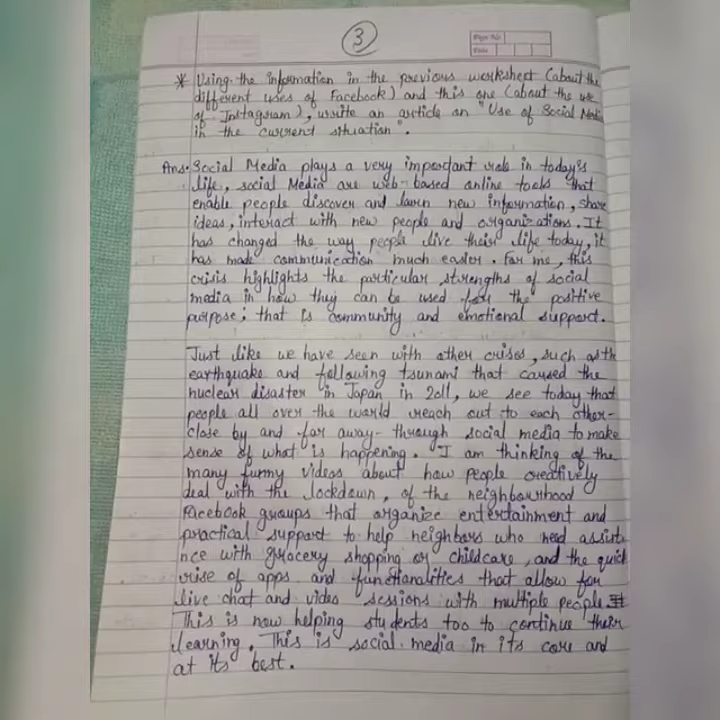 3
Page No.
Date
* Using the information in the previous worksheet (about the
different uses of Facebook) and this one (about the use
of Instagram), write an article on "Use of Social Media
in the current situation".
Ans. Social Media plays a very important role in today's
life, social Media are web-based online tools that
enable people discover and learn new information, share
ideas, interact with new people and organizations. It
has changed the way people live their life today, it
has made communication much easier. For me, this
crisis highlights the particular strengths of social
media in how they can be used for the positive
purpose; that is community and emotional support.
Just like we have seen with other crises, such as th
earthquake and following tsunami that caused the
nuclear disaster in Japan in 2011, we see today that
people all over the world reach out to each other-
close by and far away- through social media to make
sense of what is happening. I am thinking of the
many funny videos about how people creatively
deal with the lockdown, of the neighbourhood
Facebook groups that organize entertainment and
practical support to help neighbors who need assist
nce with grocery shopping or childcare, and the quick
rise of apps and functionalities that allow for
live chat and video sessions with multiple people.
This is now helping students too to continue their
learning. This is social media in its core and
at its best.